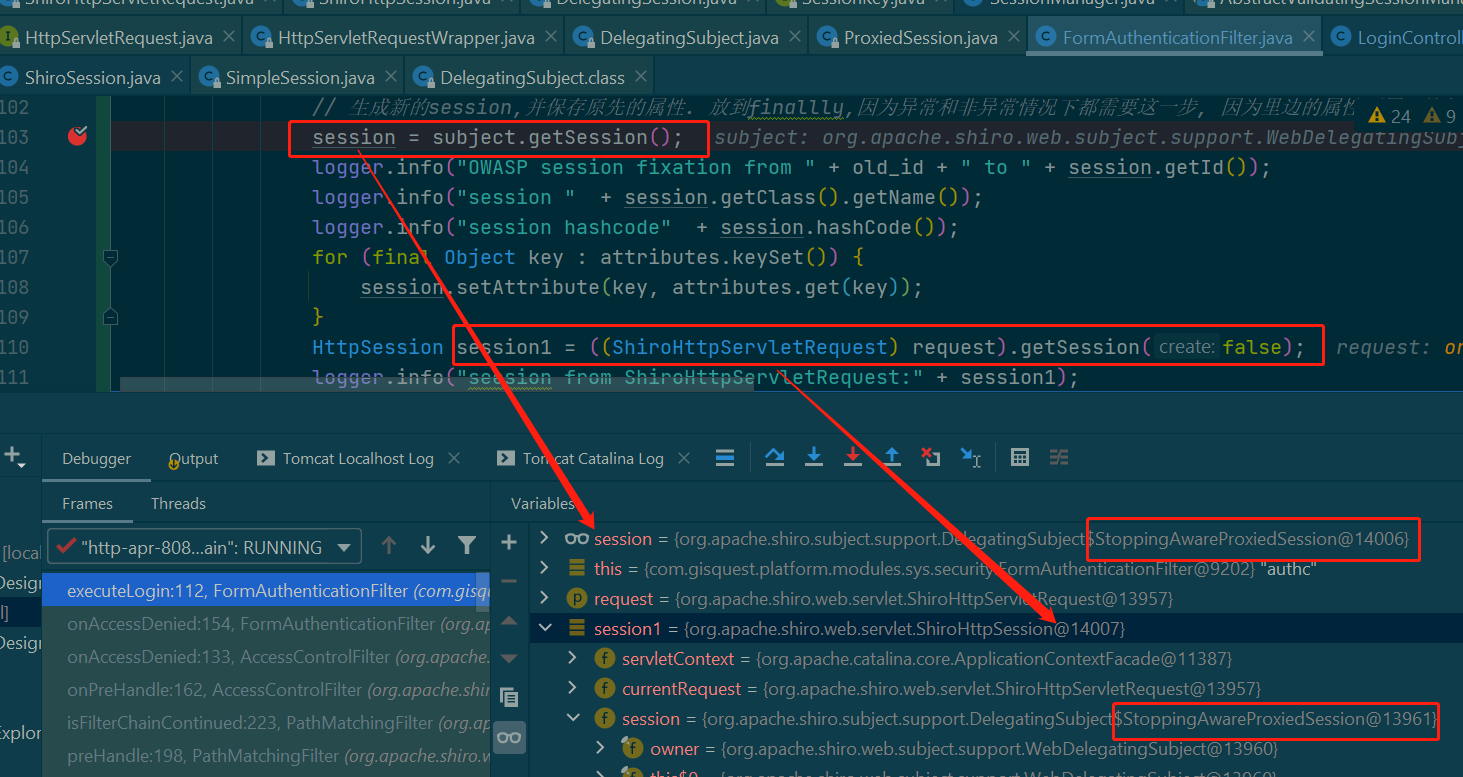 ShiroHttpServletRequest.java ShiroHttpSession.java DelegatingSession.java SessionKey.java SessionManager.java
HttpServletRequest.java HttpServletRequestWrapper.java DelegatingSubject.java ProxiedSession.java FormAuthenticationFilter.java LoginControll
ShiroSession.java SimpleSession.java DelegatingSubject.class
102 // 生成新的session,并保存原先的属性. 放到finallly,因为异常和非异常情况下都需要这一步, 因为里边的属性 24 9
103 session = subject.getSession(); subject: org.apache.shiro.web.subject.support.WebDelegatingSubj
104 logger.info("OWASP session fixation from " + old_id + " to " + session.getId());
105 logger.info("session " + session.getClass().getName());
106 logger.info("session hashcode" + session.hashCode());
107 for (final Object key : attributes.keySet()) {
108 session.setAttribute(key, attributes.get(key));
109 }
110 HttpSession session1 = ((ShiroHttpServletRequest) request).getSession( create: false); request: or
111 logger.info("session from ShiroHttpServletRequest:" + session1);
Debugger Output Tomcat Localhost Log Tomcat Catalina Log
Frames Threads Variables
[local "http-apr-808...ain": RUNNING session = {org.apache.shiro.subject.support.DelegatingSubject$StoppingAwareProxiedSession@14006}
Design this = {com.gisquest.platform.modules.sys.security.FormAuthenticationFilter@9202} "authc"
executeLogin:112, FormAuthenticationFilter (com.gisq
l] request = {org.apache.shiro.web.servlet.ShiroHttpServletRequest@13957}
onAccessDenied:154, FormAuthenticationFilter (org.ap
Design session1 = {org.apache.shiro.web.servlet.ShiroHttpSession@14007}
onAccessDenied:133, AccessControlFilter (org.apache.
servletContext = {org.apache.catalina.core.ApplicationContextFacade@11387}
onPreHandle:162, AccessControlFilter (org.apache.shi
currentRequest = {org.apache.shiro.web.servlet.ShiroHttpServletRequest@13957}
isFilterChainContinued:223, PathMatchingFilter (org.a
Explor session = {org.apache.shiro.subject.support.DelegatingSubject$StoppingAwareProxiedSession@13961}
preHandle:198, PathMatchingFilter (org.apache.shiro.w
owner = {org.apache.shiro.web.subject.support.WebDelegatingSubject@13960}